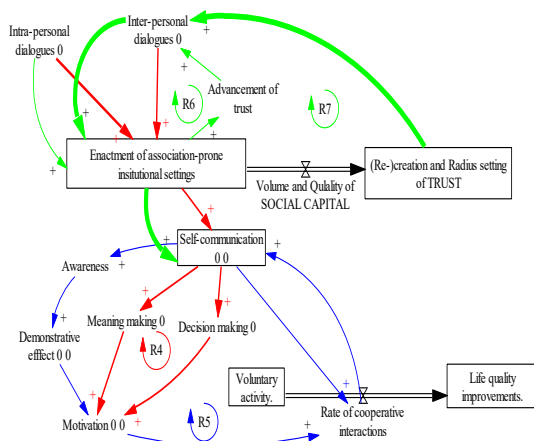 Inter-personal
dialogues 0
+
Intra-personal
dialogues 0
+
Advancement of
trust
R6
R7
+
+
+
+
+
Enactment of association-prone
insitutional settings
(Re-)creation and Radius setting
of TRUST
Volume and Qulality of
SOCIAL CAPITAL
+
+
Self-communication
0 0
+
+
Awareness
+
+
+
Meaning making 0
Decision making 0
Demonstrative
efffect 0 0
R4
Voluntary
activity.
Life quality
improvements.
+
+
+
+
R5
Motivation 0 0
Rate of cooperative
interactions
+